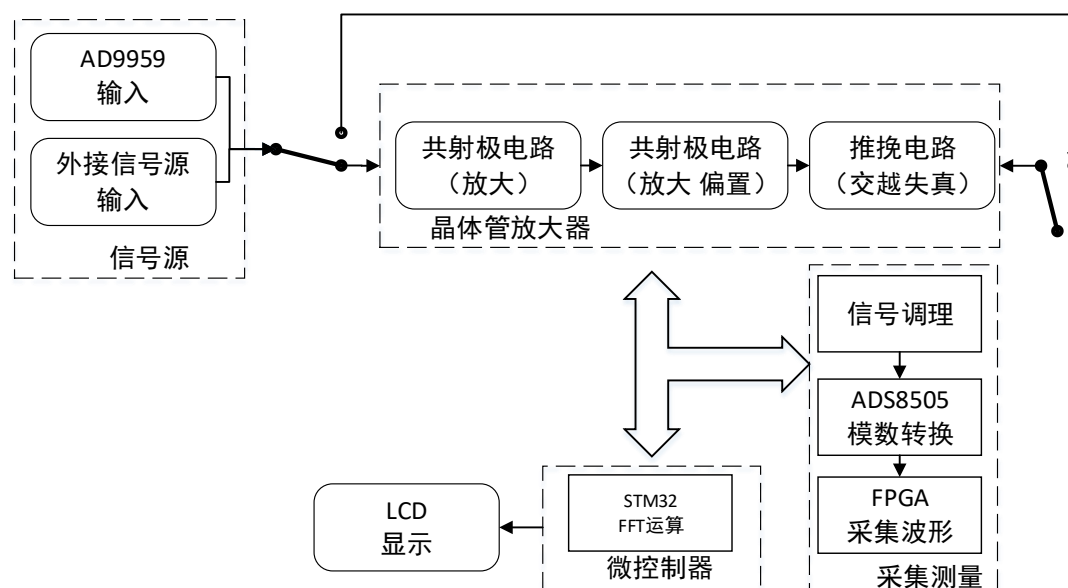 AD9959
输入
外接信号源
输入
信号源
共射极电路
（放大）
共射极电路
（放大 偏置）
推挽电路
（交越失真）
晶体管放大器
信号调理
ADS8505
模数转换
FPGA
采集波形
采集测量
STM32
FFT运算
微控制器
LCD
显示